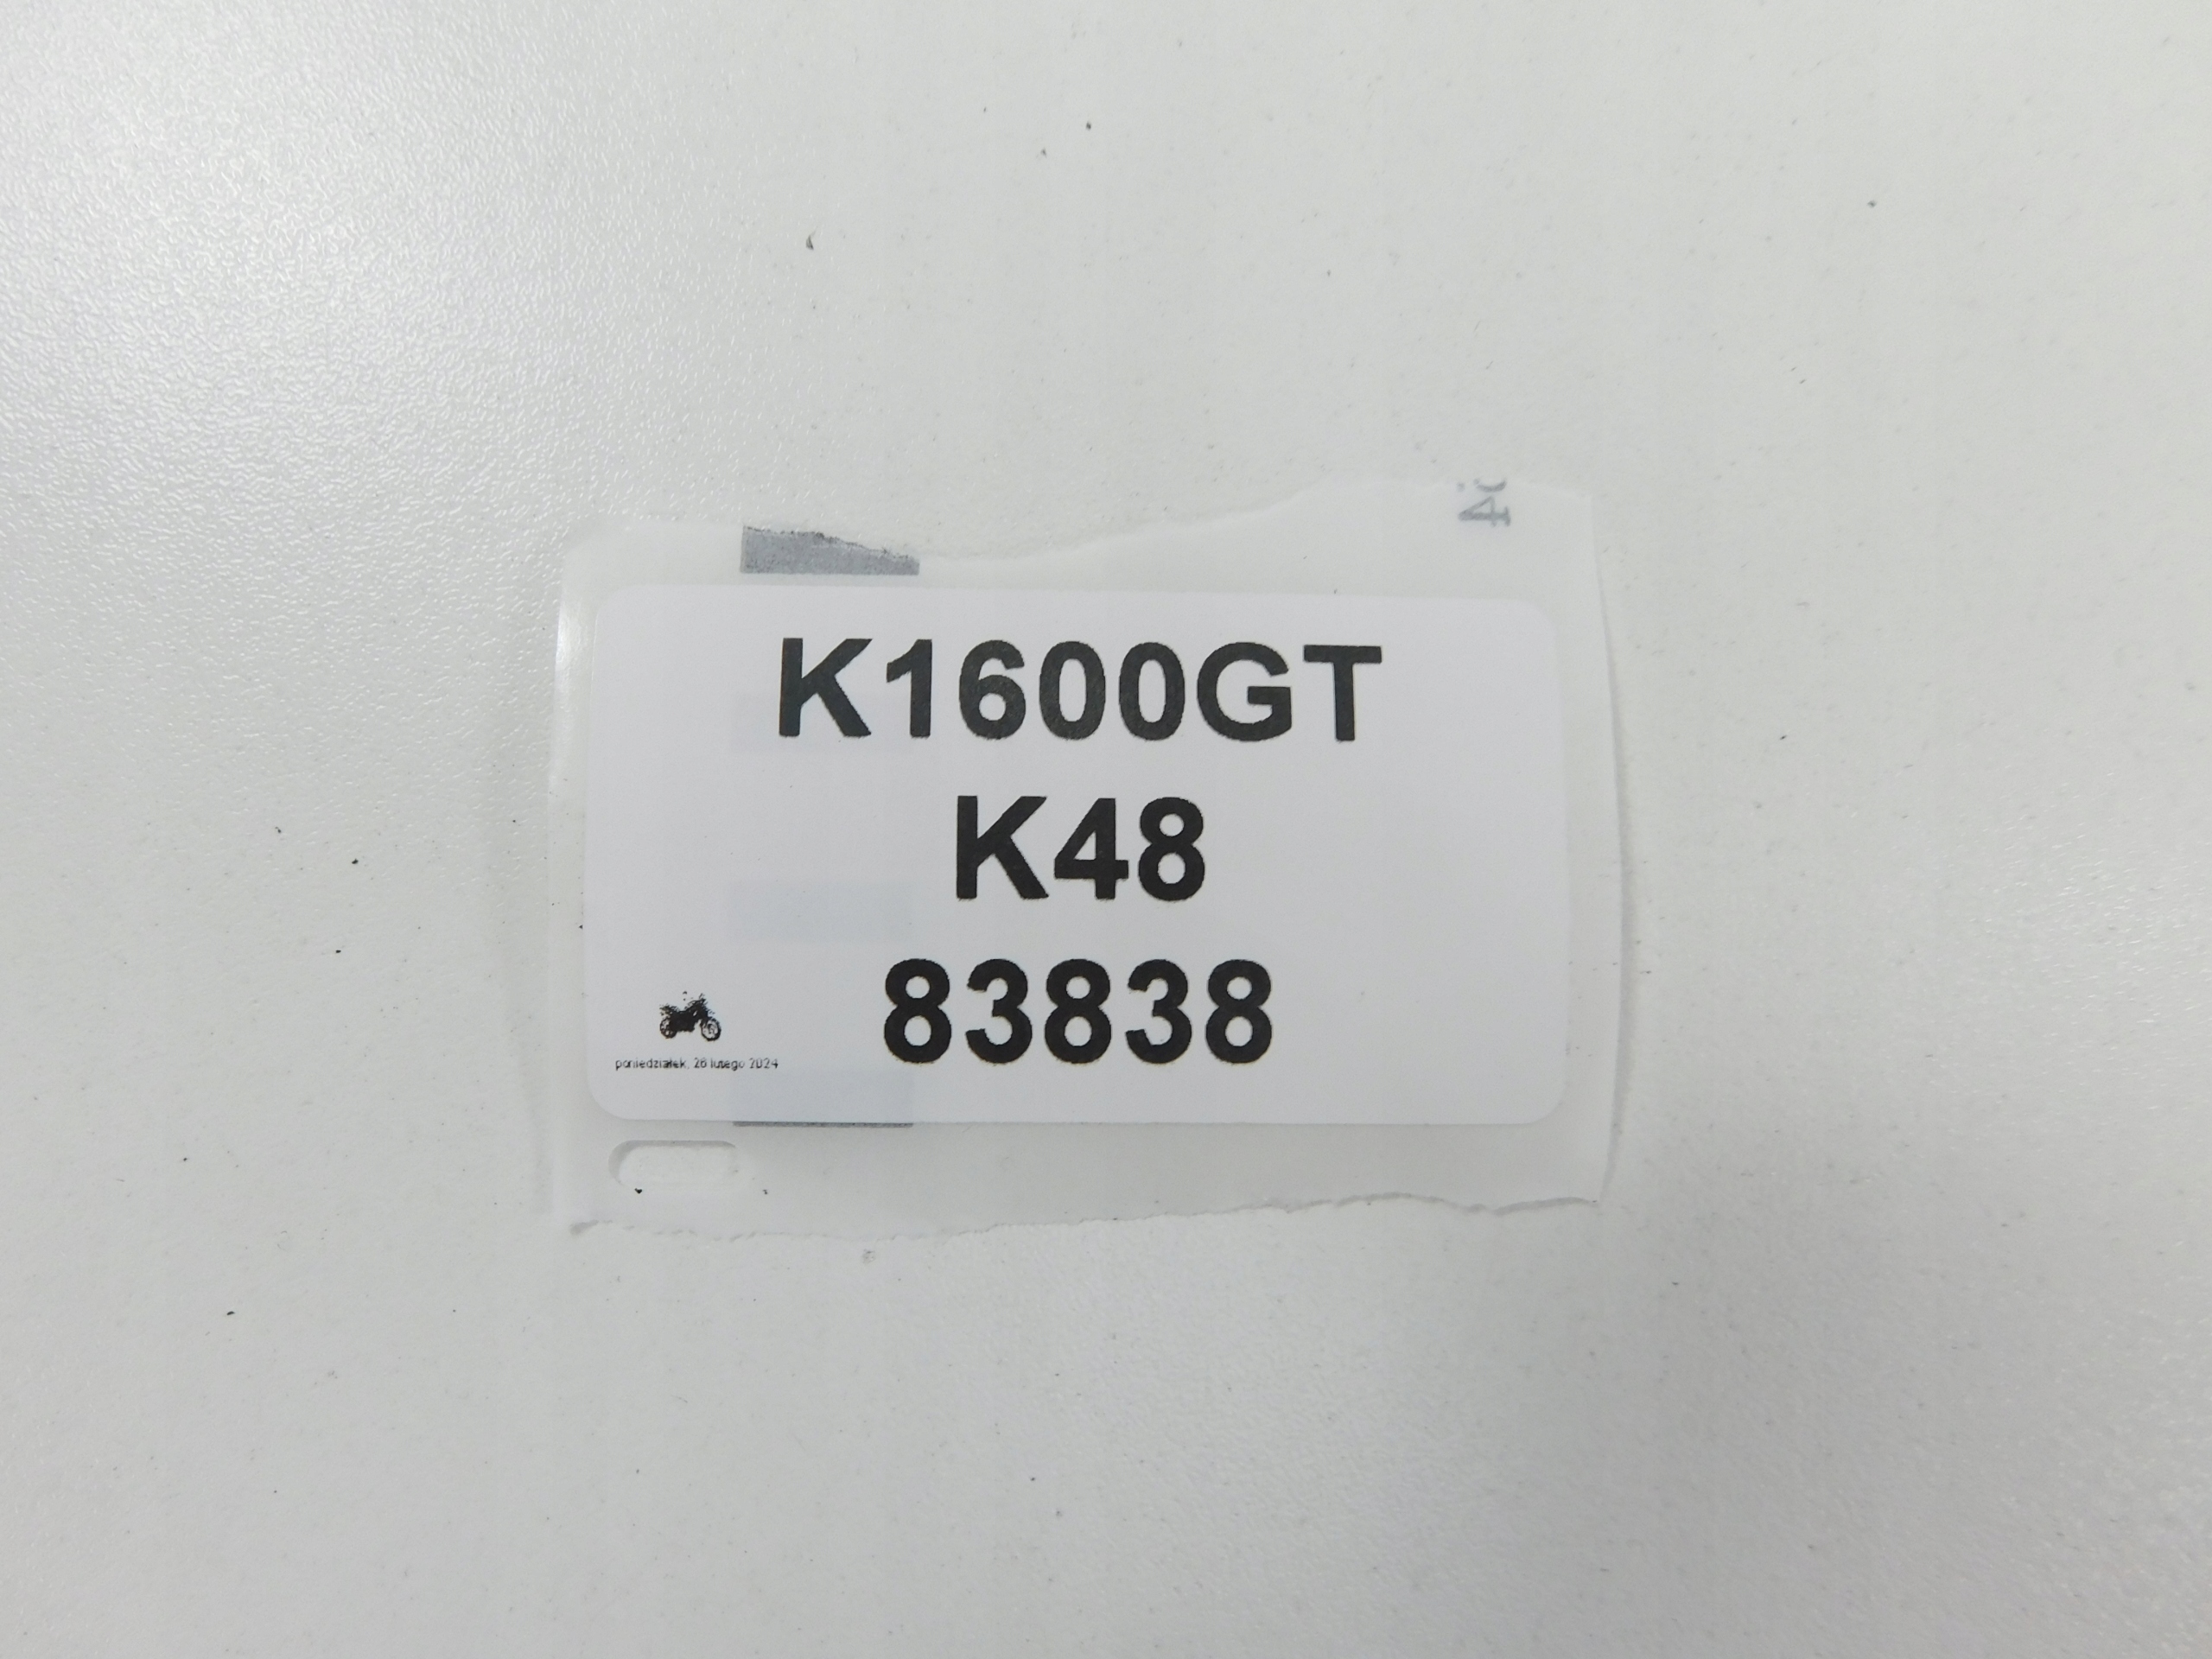 K1600GT
K48
83838
poniedziałek, 26 lutego 2024